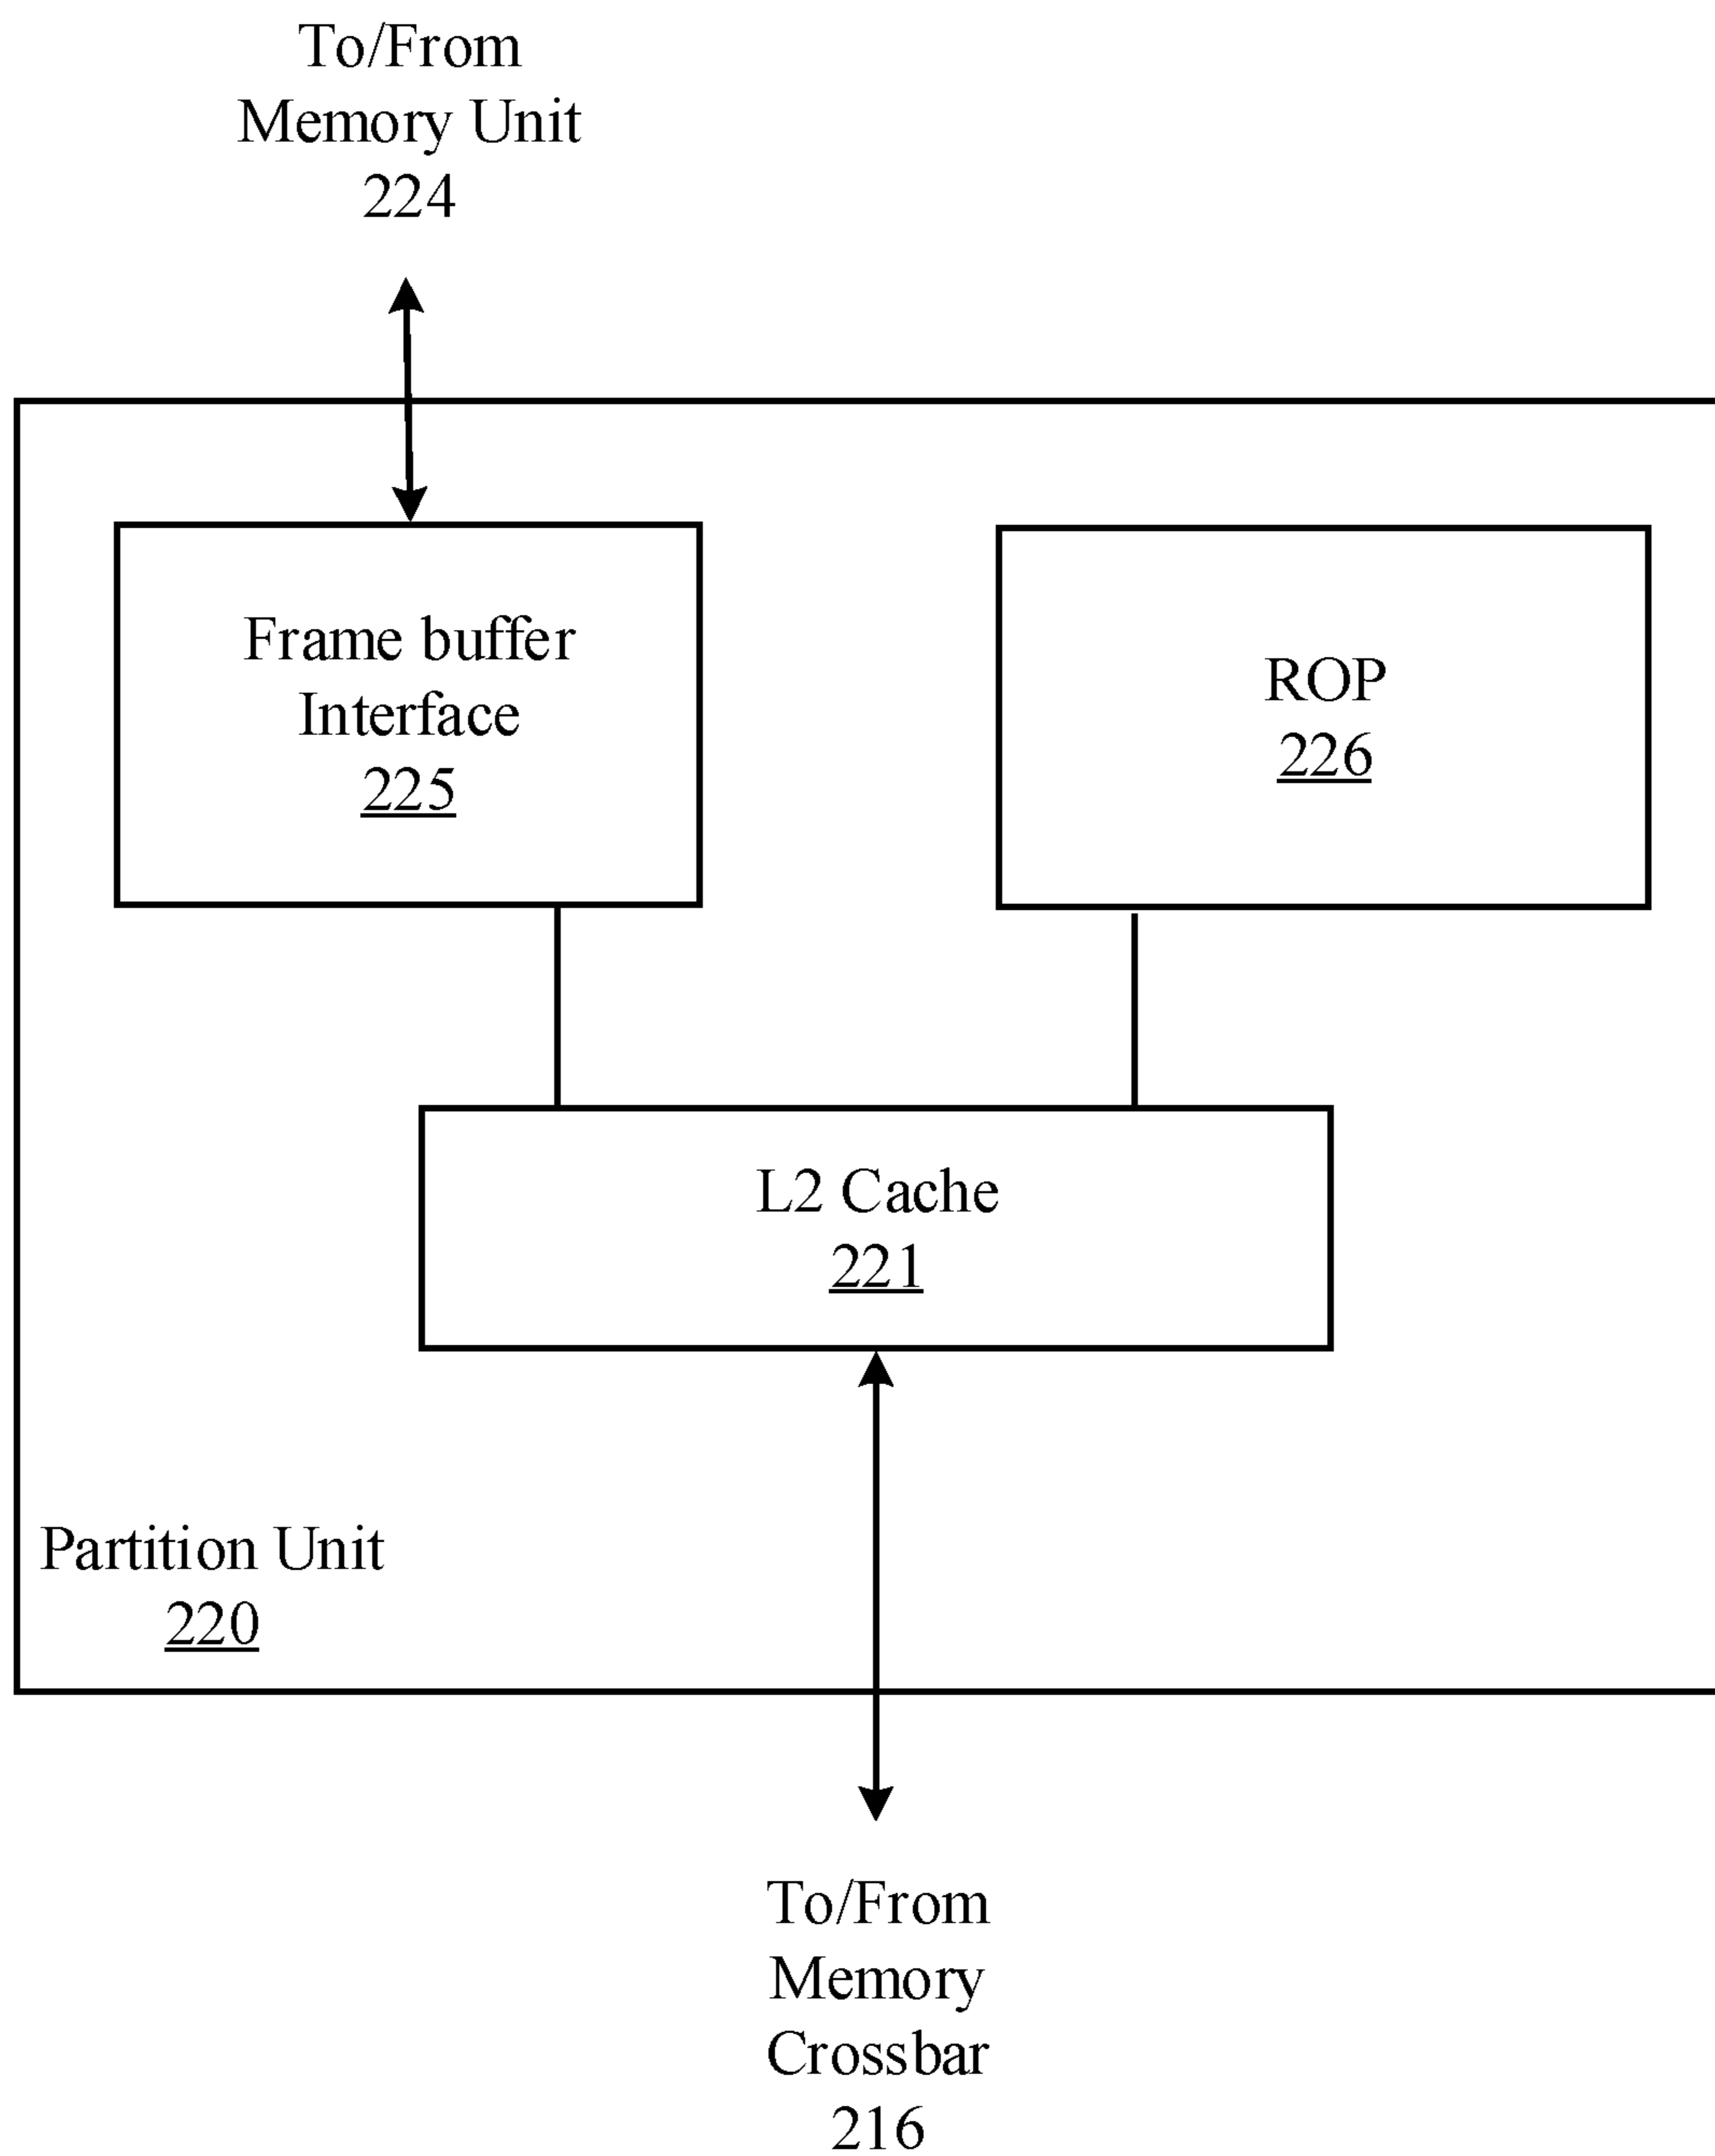 To/From
Memory Unit
224
Frame buffer
Interface
225
ROP
226
L2 Cache
221
Partition Unit
220
To/From
Memory
Crossbar
216